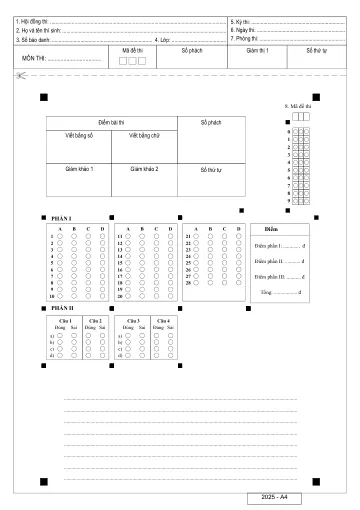 1. Hội đồng thi: ................................ 5. Kỳ thi: ................................
2. Họ và tên thí sinh: ................................ 6. Ngày thi: ................................
3. Số báo danh: ................................ 4. Lớp: ................................ 7. Phòng thi: ................................
MÔN THI: ................................ Mã đề thi Số phách Giám thị 1 Số thứ tự
8. Mã đề thi
Điểm bài thi Số phách
Viết bằng số Viết bằng chữ
Giám khảo 1 Giám khảo 2 Số thứ tự
0
1
2
3
4
5
6
7
8
9
PHẦN I
A B C D A B C D A B C D Điểm
1 11 21
2 12 22
3 13 23
4 14 24
5 15 25
6 16 26
7 17 27
8 18 28
9 19
10 20
Điểm phần I: ............ đ
Điểm phần II: ............ đ
Điểm phần III: ............ đ
Tổng: .................. đ
PHẦN II
Câu 1 Câu 2 Câu 3 Câu 4
Đúng Sai Đúng Sai Đúng Sai Đúng Sai
a) a)
b) b)
c) c)
d) d)
2025 - A4